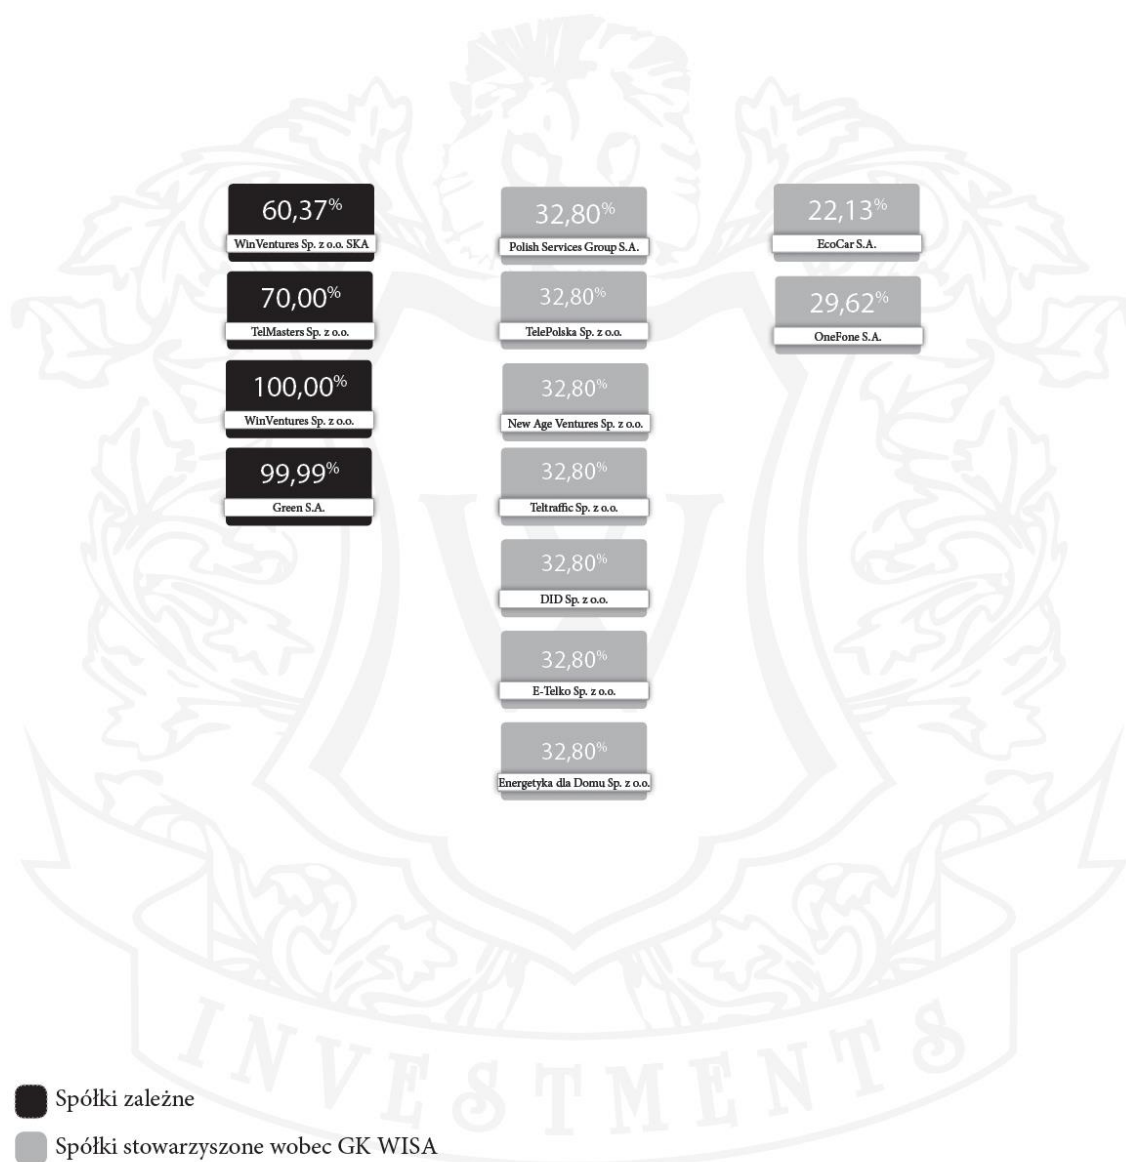 60,37%
WinVentures Sp. z o.o. SKA
70,00%
TelMasters Sp. z o.o.
100,00%
WinVentures Sp. z o.o.
99,99%
Green S.A.
32,80%
Polish Services Group S.A.
32,80%
TelePolska Sp. z o.o.
32,80%
New Age Ventures Sp. z o.o.
32,80%
Teltraffic Sp. z o.o.
32,80%
DID Sp. z o.o.
32,80%
E-Telko Sp. z o.o.
32,80%
Energetyka dla Domu Sp. z o.o.
22,13%
EcoCar S.A.
29,62%
OneFone S.A.
W
INVESTMENTS
Spółki zależne
Spółki stowarzyszone wobec GK WISA